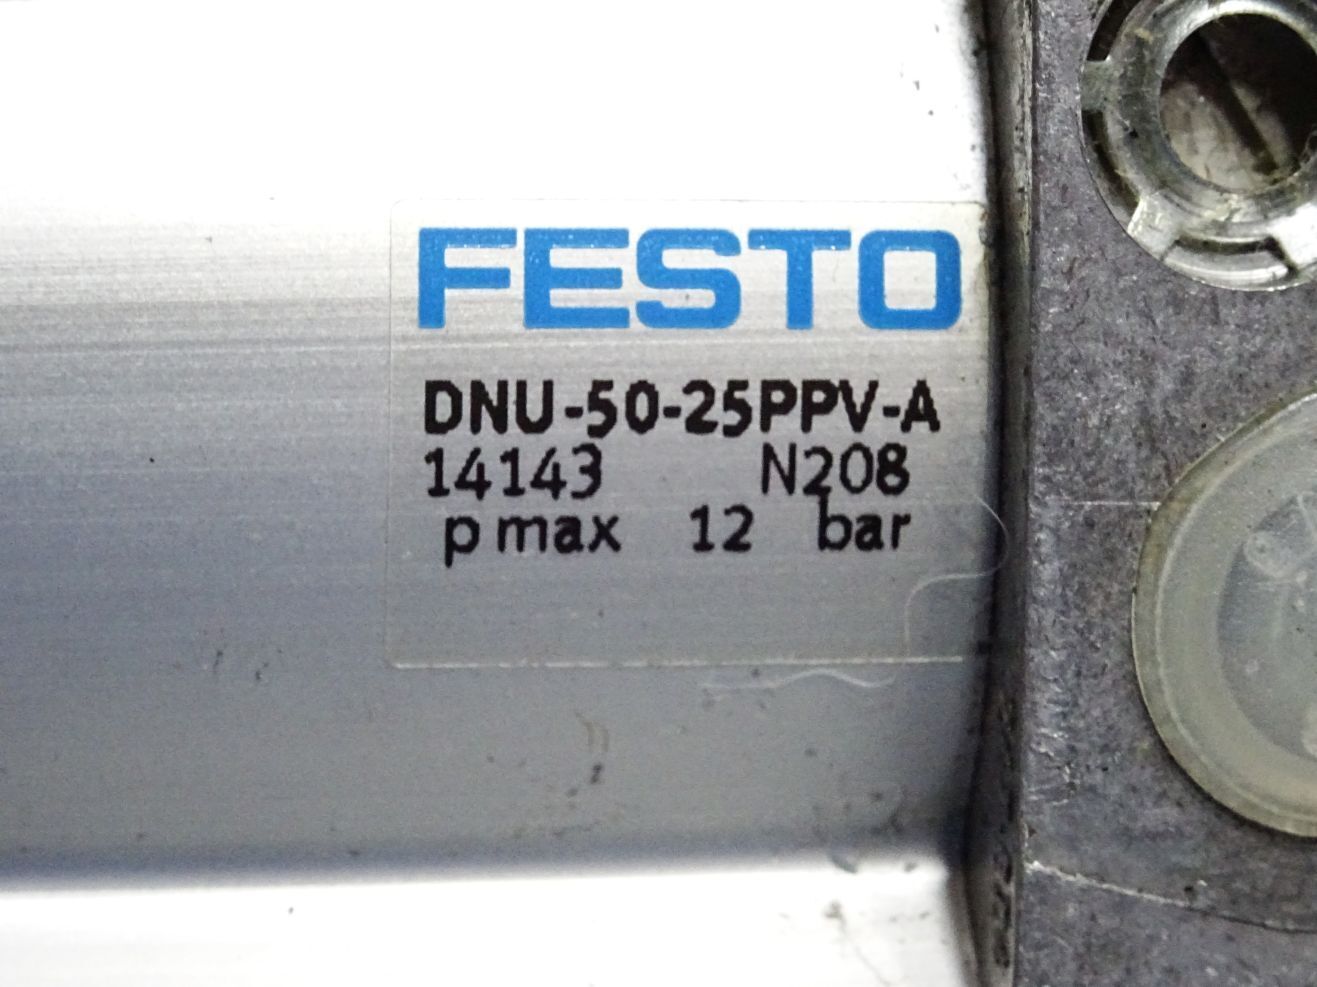 FESTO
DNU-50-25PPV-A
14143 N208
p max 12 bar